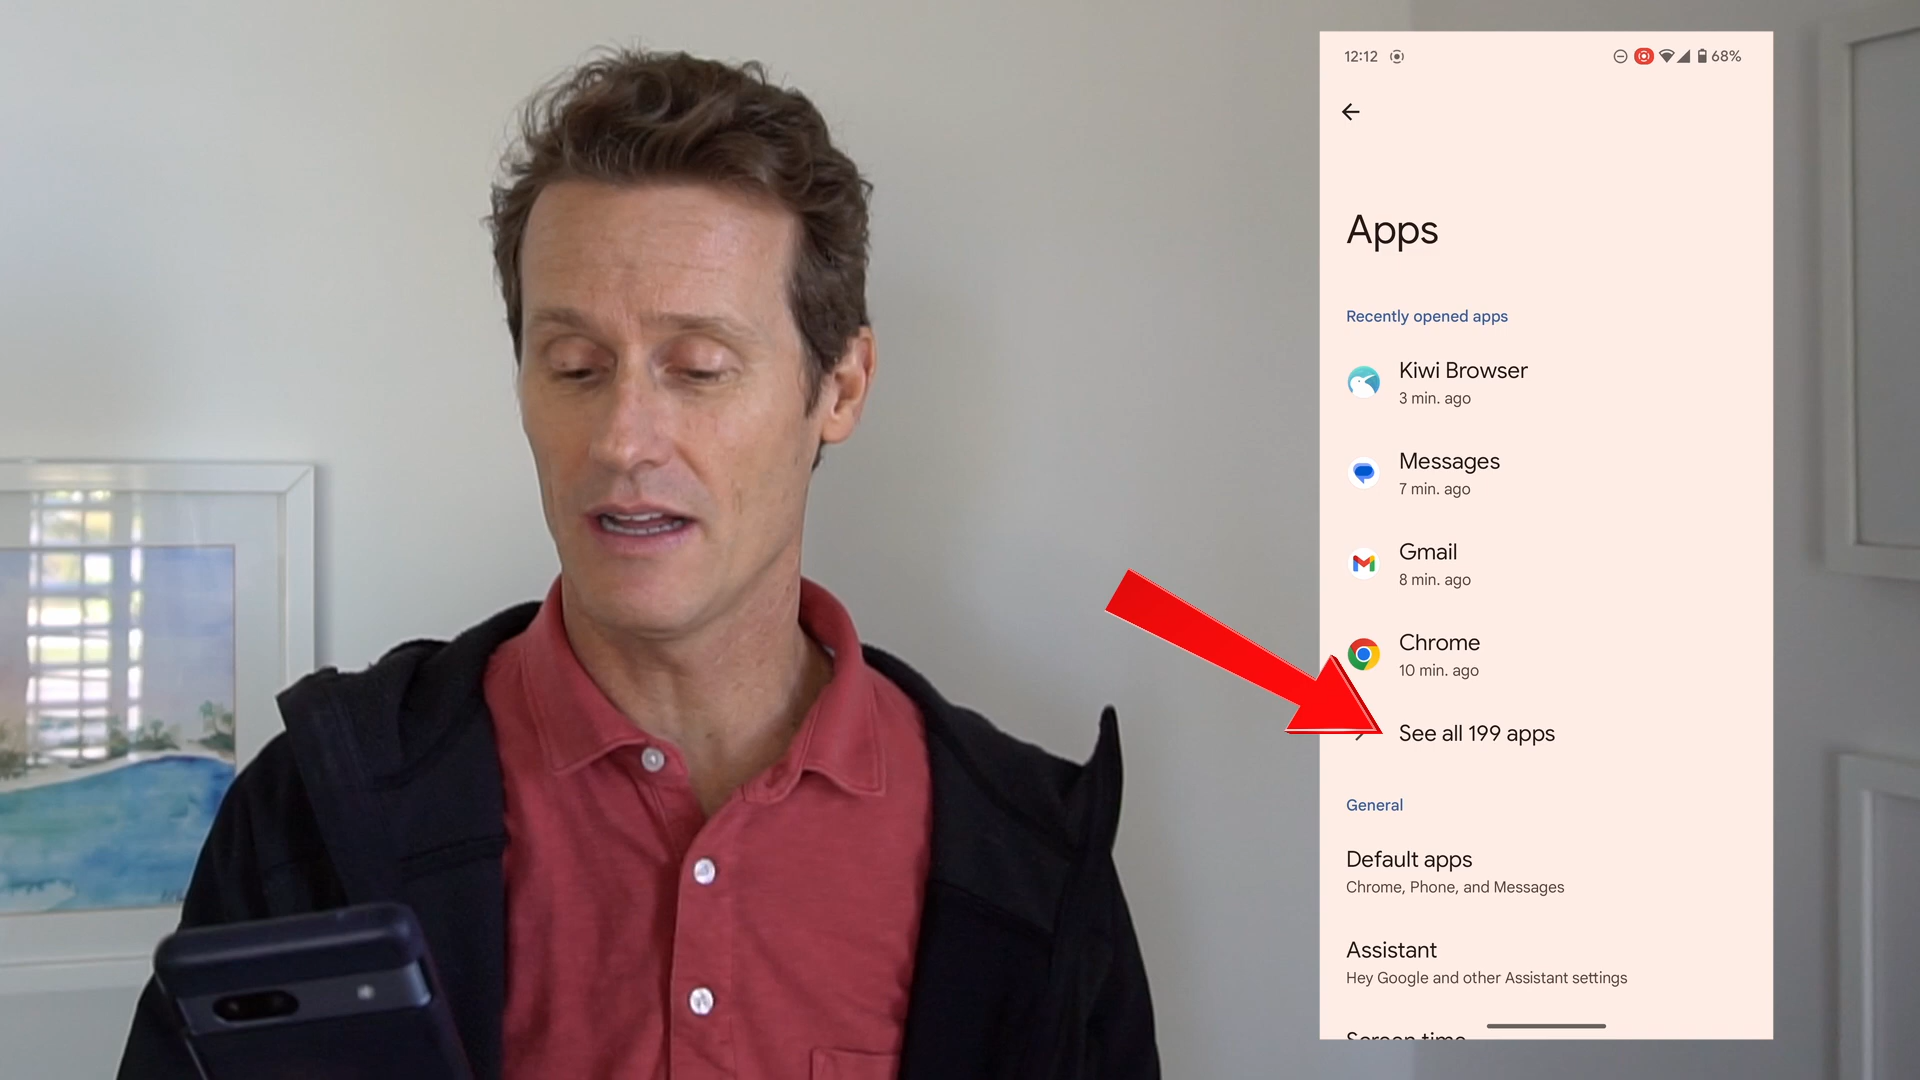 12:12
68%
Apps
Recently opened apps
Kiwi Browser
3 min. ago
Messages
7 min. ago
Gmail
8 min. ago
Chrome
10 min. ago
See all 199 apps
General
Default apps
Chrome, Phone, and Messages
Assistant
Hey Google and other Assistant settings
Screen time